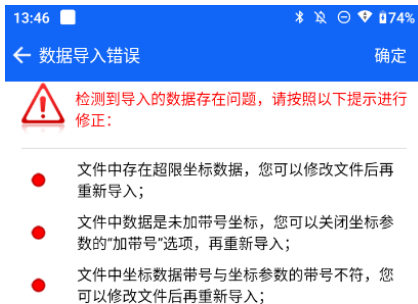 13:46 74%
数据导入错误 确定
检测到导入的数据存在问题，请按照以下提示进行
修正：
文件中存在超限坐标数据，您可以修改文件后再
重新导入；
文件中数据是未加带号坐标，您可以关闭坐标参
数的“加带号”选项，再重新导入；
文件中坐标数据带号与坐标参数的带号不符，您
可以修改文件后再重新导入；